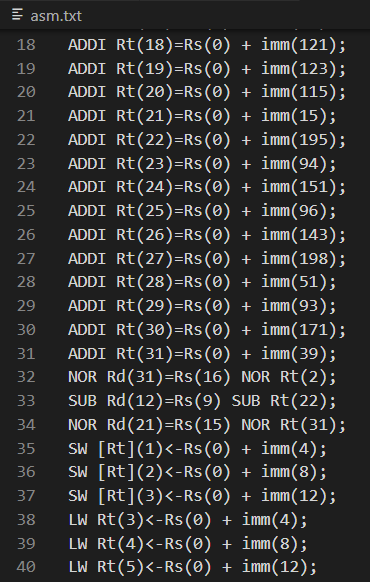 asm.txt
18 ADDI Rt(18)=Rs(0) + imm(121);
19 ADDI Rt(19)=Rs(0) + imm(123);
20 ADDI Rt(20)=Rs(0) + imm(115);
21 ADDI Rt(21)=Rs(0) + imm(15);
22 ADDI Rt(22)=Rs(0) + imm(195);
23 ADDI Rt(23)=Rs(0) + imm(94);
24 ADDI Rt(24)=Rs(0) + imm(151);
25 ADDI Rt(25)=Rs(0) + imm(96);
26 ADDI Rt(26)=Rs(0) + imm(143);
27 ADDI Rt(27)=Rs(0) + imm(198);
28 ADDI Rt(28)=Rs(0) + imm(51);
29 ADDI Rt(29)=Rs(0) + imm(93);
30 ADDI Rt(30)=Rs(0) + imm(171);
31 ADDI Rt(31)=Rs(0) + imm(39);
32 NOR Rd(31)=Rs(16) NOR Rt(2);
33 SUB Rd(12)=Rs(9) SUB Rt(22);
34 NOR Rd(21)=Rs(15) NOR Rt(31);
35 SW [Rt](1)<-Rs(0) + imm(4);
36 SW [Rt](2)<-Rs(0) + imm(8);
37 SW [Rt](3)<-Rs(0) + imm(12);
38 LW Rt(3)<-Rs(0) + imm(4);
39 LW Rt(4)<-Rs(0) + imm(8);
40 LW Rt(5)<-Rs(0) + imm(12);